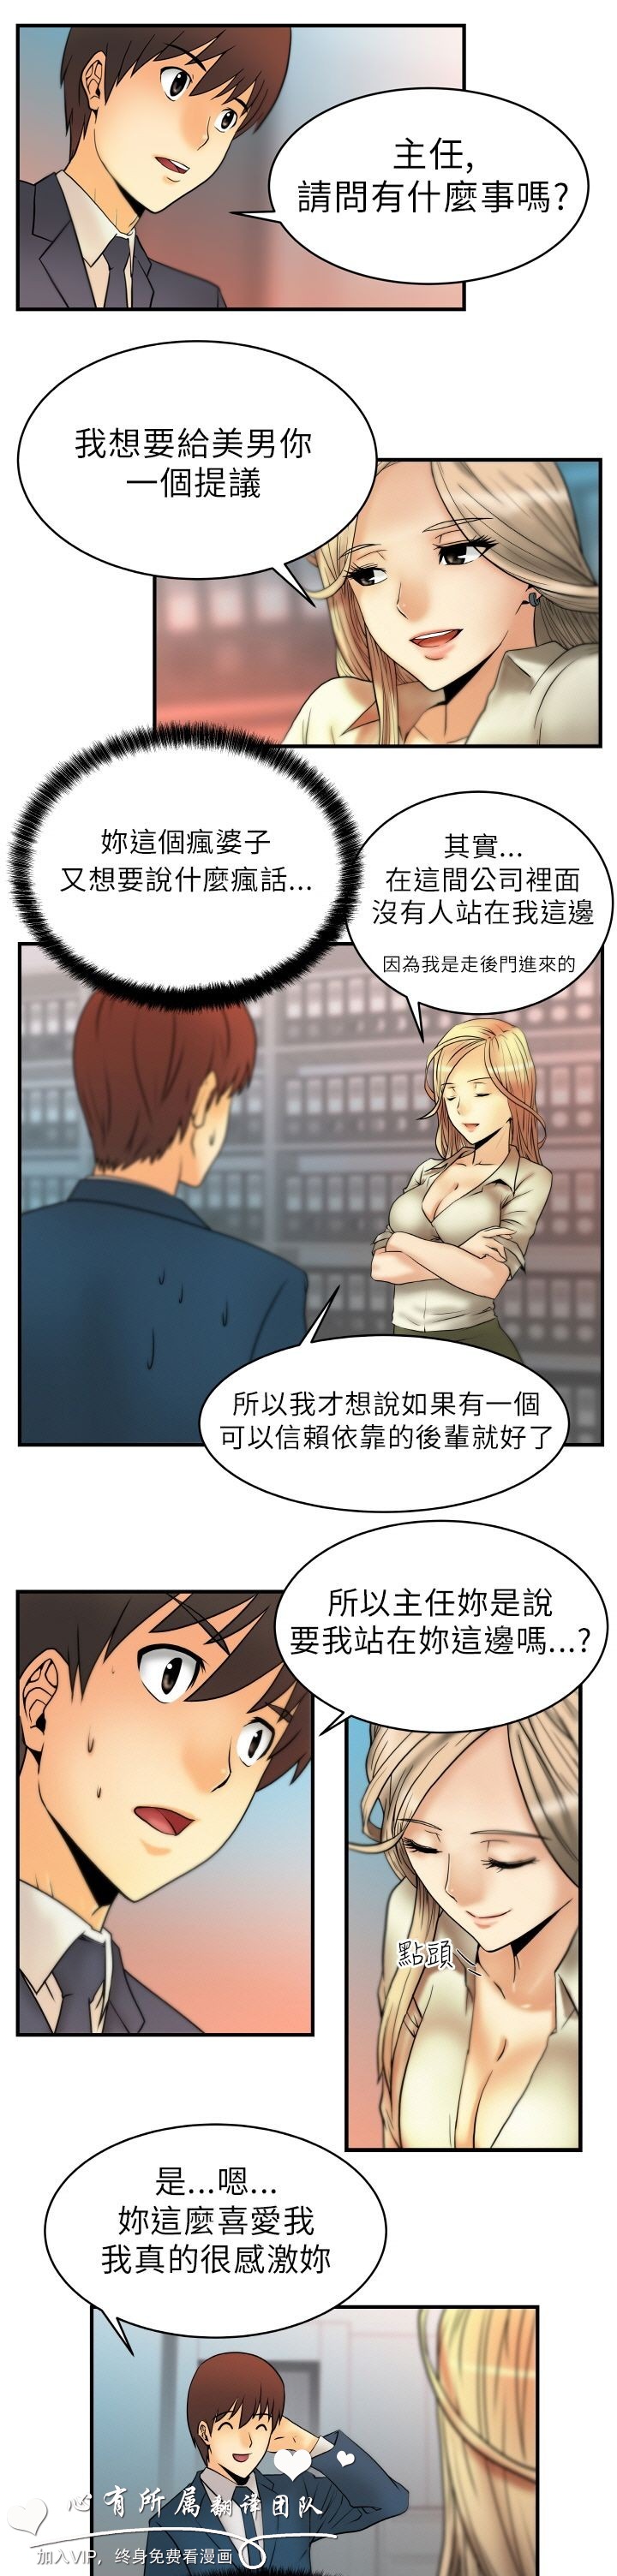 主任,
請問有什麼事嗎?
我想要給美男你
一個提議
妳這個瘋婆子
又想要說什麼瘋話...
其實...
在這間公司裡面
沒有人站在我這邊
因為我是走後門進來的
所以我才想說如果有一個
可以信賴依靠的後輩就好了
所以主任妳是說
要我站在妳這邊嗎...?
點頭
是...嗯...
妳這麼喜愛我
我真的很感激妳
心有所属翻译团队
加入VIP，终身免费看漫画